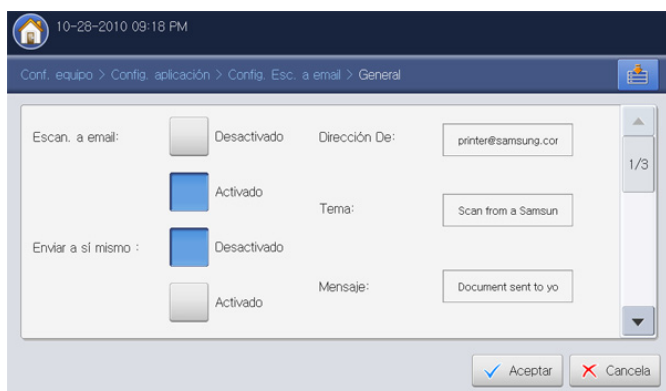 10-28-2010 09:18 PM
Conf. equipo > Config. aplicación > Config. Esc. a email > General
Escan. a email:
Desactivado
Activado
Enviar a sí mismo :
Desactivado
Activado
Dirección De:
printer@samsung.cor
Tema:
Scan from a Samsun
Mensaje:
Document sent to yo
1/3
Aceptar
Cancela